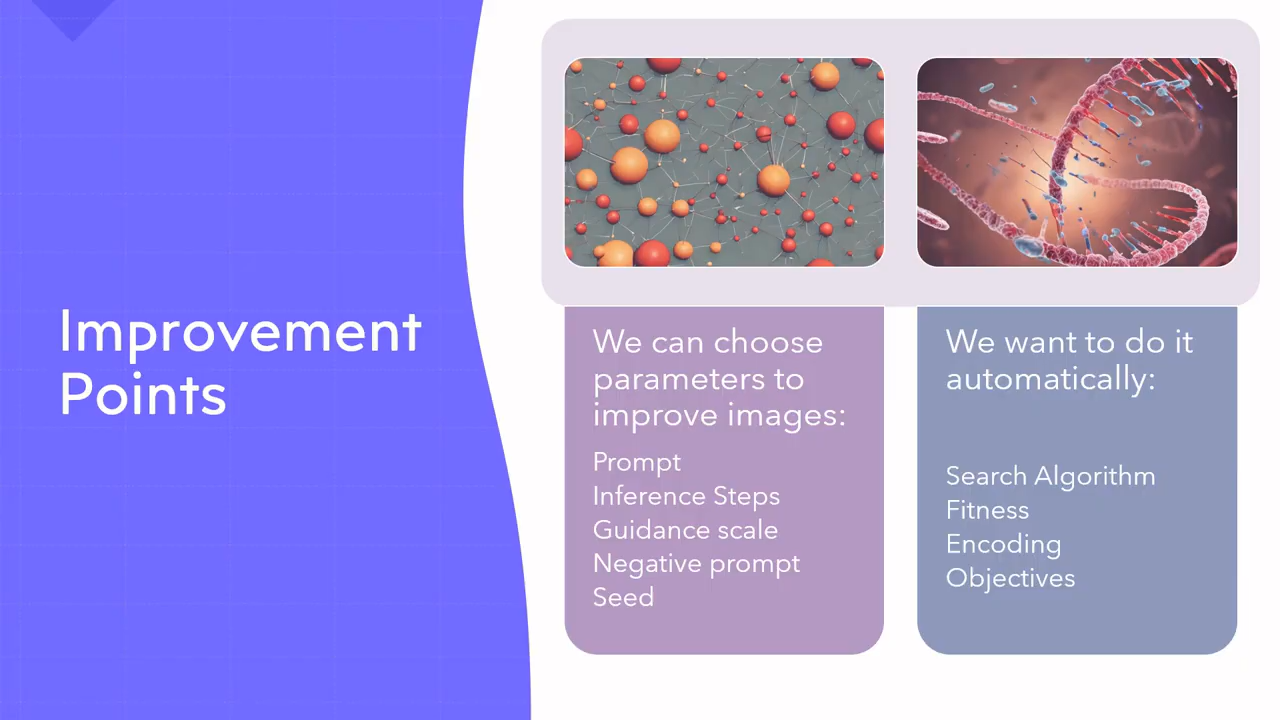 Improvement
Points
We can choose
parameters to
improve images:
Prompt
Inference Steps
Guidance scale
Negative prompt
Seed
We want to do it
automatically:
Search Algorithm
Fitness
Encoding
Objectives